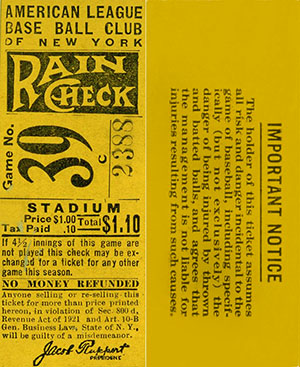 AMERICAN LEAGUE
BASE BALL CLUB
OF NEW YORK
RAIN
CHECK
Game No.
39
C
2388
STADIUM
Price $1.00
Tax Paid .10
Total $1.10
If 4½ innings of this game are
not played this check may be ex-
changed for a ticket for any other
game this season.
NO MONEY REFUNDED
Anyone selling or re-selling this
ticket for more than price printed
hereon, in violation of Sec. 800 d,
Revenue Act of 1921 and Art. 10-B
Gen. Business Law, State of N. Y.,
will be guilty of a misdemeanor.
Jacob Ruppert
PRESIDENT
IMPORTANT NOTICE
The holder of this ticket assumes
all risk and danger incident to the
game of baseball, including specif-
ically (but not exclusively) the
danger of being injured by thrown
and batted balls, and agrees that
the management is not liable for
injuries resulting from such causes.